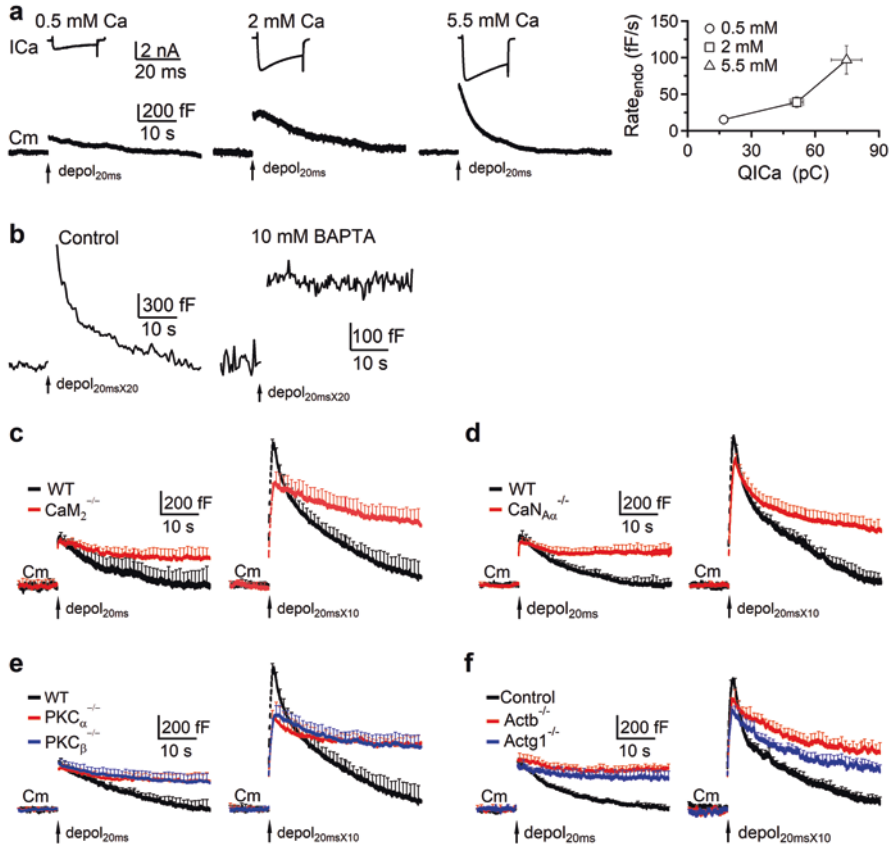 a
0.5 mM Ca
2 mM Ca
5.5 mM Ca
ICa
2 nA
20 ms
200 fF
10 s
Cm
depol20ms
depol20ms
depol20ms
Rateendo (fF/s)
150
100
50
0
0 30 60 90
QICa (pC)
0.5 mM
2 mM
5.5 mM
b
Control
10 mM BAPTA
300 fF
10 s
100 fF
10 s
depol20msX20
depol20msX20
c
WT
CaM2−/−
200 fF
10 s
Cm
depol20ms
depol20msX10
d
WT
CaNAα-/-
200 fF
10 s
Cm
depol20ms
depol20msX10
e
WT
PKCα−/−
PKCβ−/−
200 fF
10 s
Cm
depol20ms
depol20msX10
f
Control
Actb-/-
Actg1-/-
200 fF
10 s
Cm
depol20ms
depol20msX10